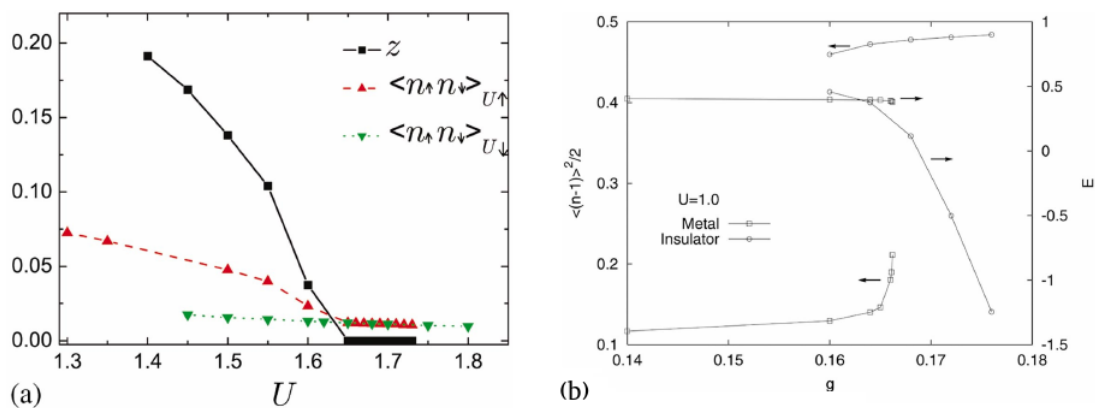 0.20
0.15
0.10
0.05
0.00
1.3 1.4 1.5 1.6 1.7 1.8
U
z
<n↑n↓>U↑
<n↑n↓>U↓
(a)
0.5
0.4
0.3
0.2
0.1
<(n-1)>²/2
U=1.0
Metal
Insulator
1
0.5
0
-0.5
-1
-1.5
E
0.14 0.15 0.16 0.17 0.18
g
(b)